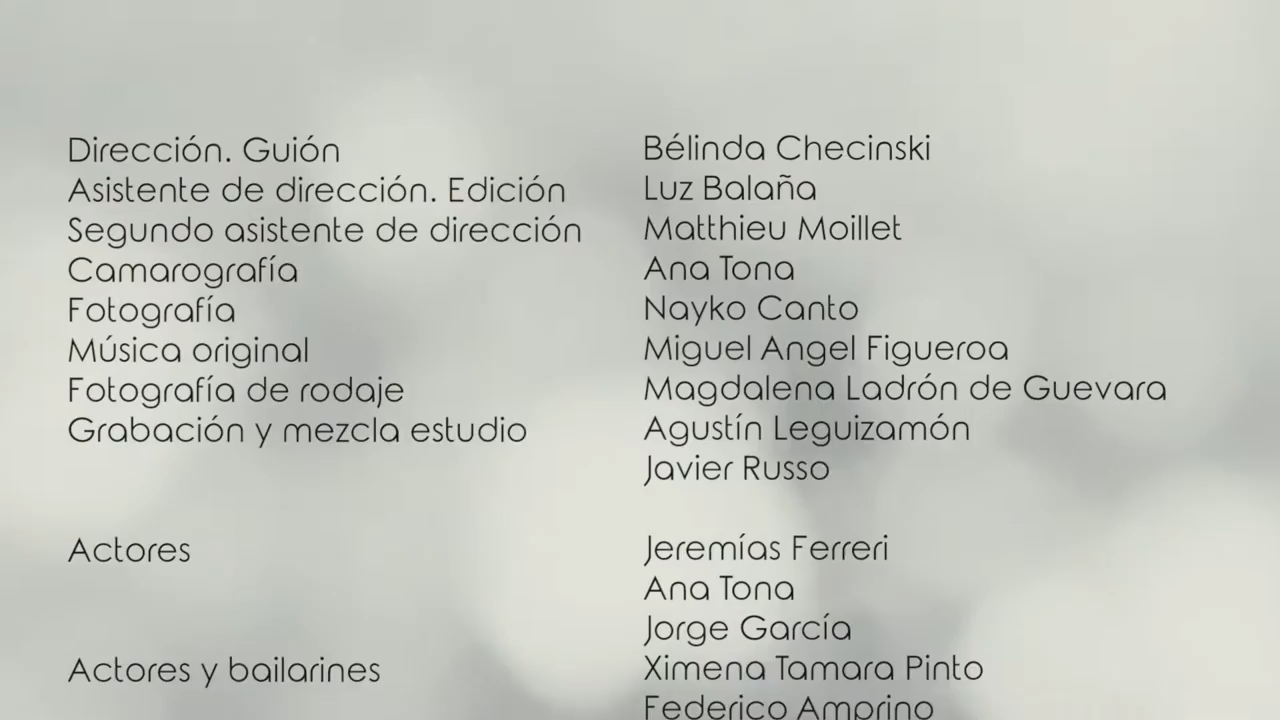 Dirección. Guión Bélinda Checinski
Asistente de dirección. Edición Luz Balaña
Segundo asistente de dirección Matthieu Moillet
Camarografía Ana Tona
Fotografía Nayko Canto
Música original Miguel Angel Figueroa
Fotografía de rodaje Magdalena Ladrón de Guevara
Grabación y mezcla estudio Agustín Leguizamón
Javier Russo
Actores Jeremías Ferreri
Ana Tona
Jorge García
Actores y bailarines Ximena Tamara Pinto
Federico Amprino